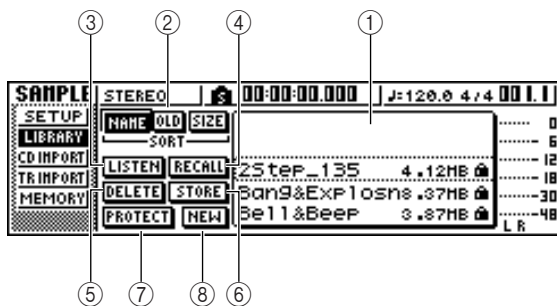 ③ ② ④ ①
SAMPLE STEREO S 00:00:00.000 ♩=120.0 4/4 001.1
SETUP NAME OLD SIZE 0
LIBRARY SORT 6
CD IMPORT LISTEN RECALL 12
TR IMPORT 2Step_135 4.12MB 18
MEMORY DELETE STORE Bang&Explosn8.37MB 30
PROTECT NEW Bell&Beep 3.87MB 48
L R
⑤ ⑦ ⑧ ⑥